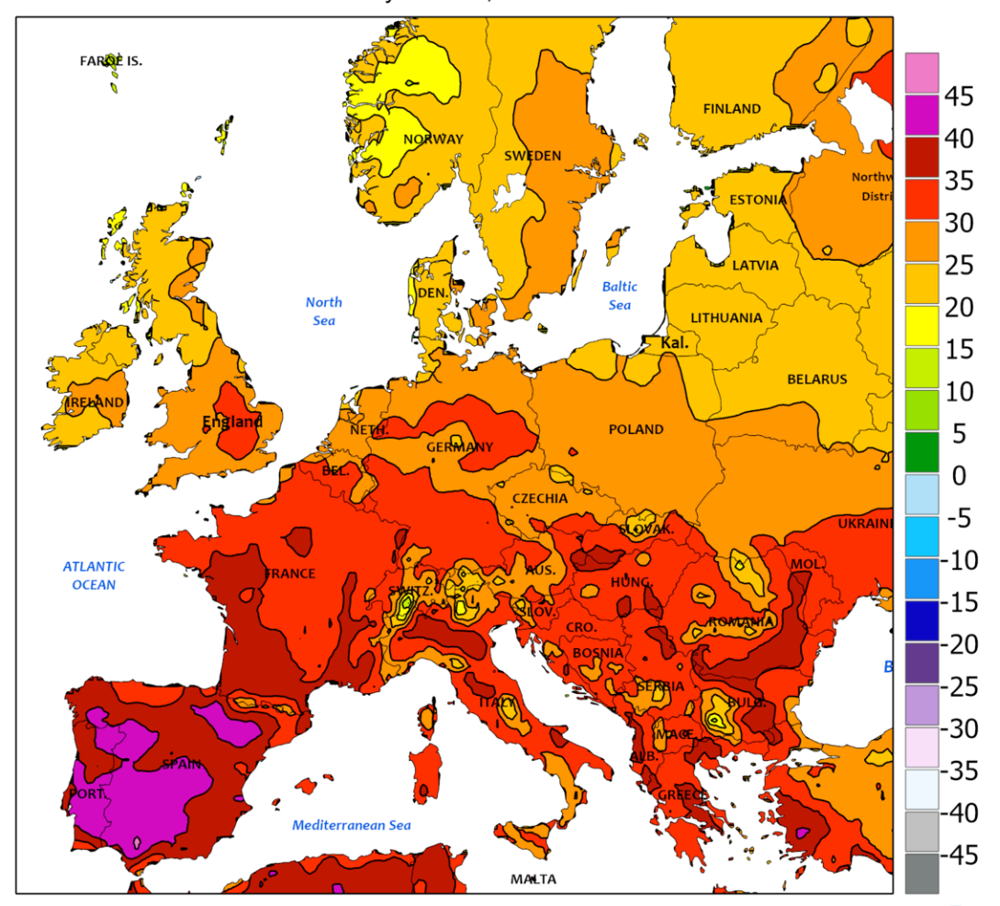 FAROE IS.
FINLAND
NORWAY
SWEDEN
Northw
Distri
ESTONIA
LATVIA
DEN.
Baltic
Sea
North
Sea
LITHUANIA
Kal.
BELARUS
IRELAND
England
NETH.
POLAND
GERMANY
BEL.
CZECHIA
UKRAINE
SLOVAK.
ATLANTIC
OCEAN
FRANCE
AUS.
MOL.
HUNG.
SWITZ.
SLOV.
ROMANIA
CRO.
BOSNIA
B
SERBIA
ITALY
BULG.
MACE.
SPAIN
ALB.
PORT.
GREECE
Mediterranean Sea
MALTA
45
40
35
30
25
20
15
10
5
0
-5
-10
-15
-20
-25
-30
-35
-40
-45